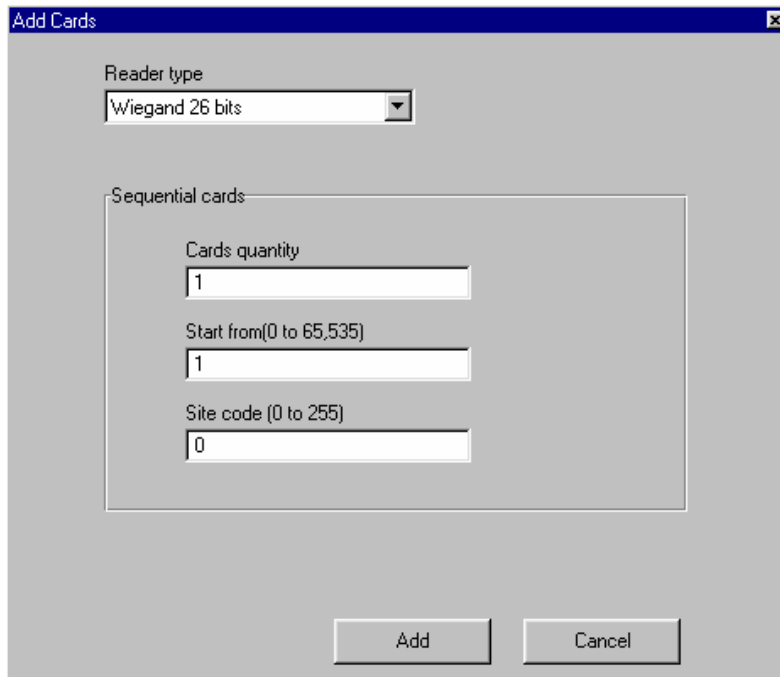 Add Cards
Reader type
Wiegand 26 bits
Sequential cards
Cards quantity
1
Start from(0 to 65,535)
1
Site code (0 to 255)
0
Add
Cancel